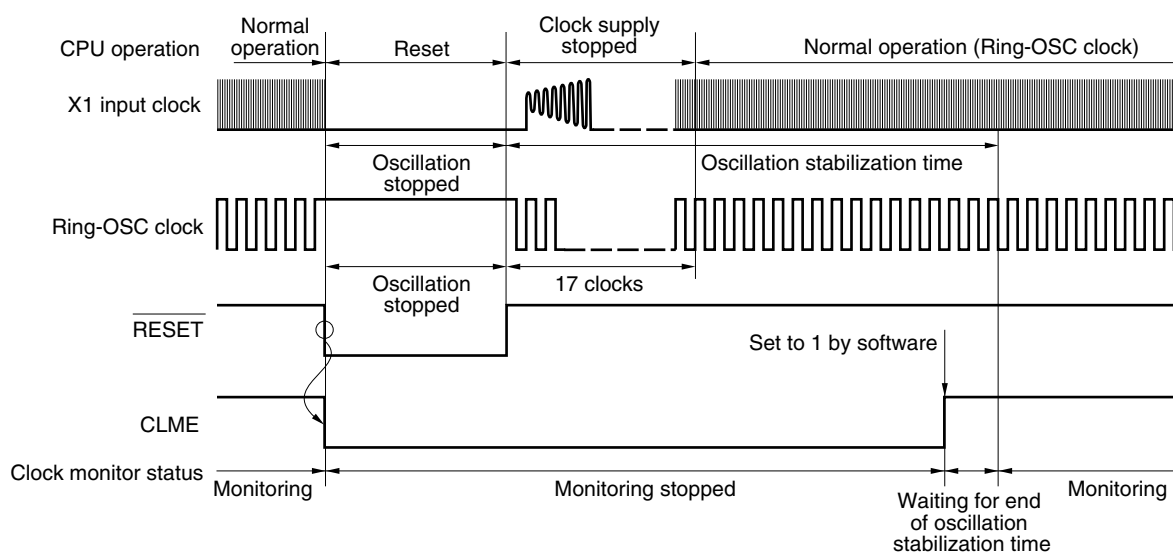 CPU operation
Normal
operation
Reset
Clock supply
stopped
Normal operation (Ring-OSC clock)
X1 input clock
Oscillation
stopped
Oscillation stabilization time
Ring-OSC clock
Oscillation
stopped
17 clocks
RESET
Set to 1 by software
CLME
Clock monitor status
Monitoring
Monitoring stopped
Waiting for end
of oscillation
stabilization time
Monitoring